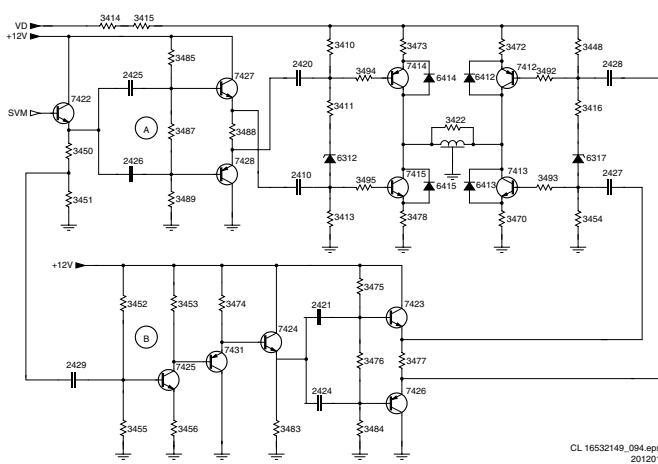 VD 3414 3415
+12V
3485 2420 3410 3473 3472 3448
2425 7427 7414 7412 2428
7422 3494 6414 6412 3492
SVM A 3411 3416
3487 3488 3422
3450 2426 7428 6312 7415 7413 6317
2410 2427
3451 3489 3495 6415 6413 3493
3413 3478 3470 3454
+12V
3475
3452 3453 3474 2421 7423
7424
B 7431 3476 3477
2429 7425 2424 7426
3455 3456 3483 3484
CL 16532149_094.eps